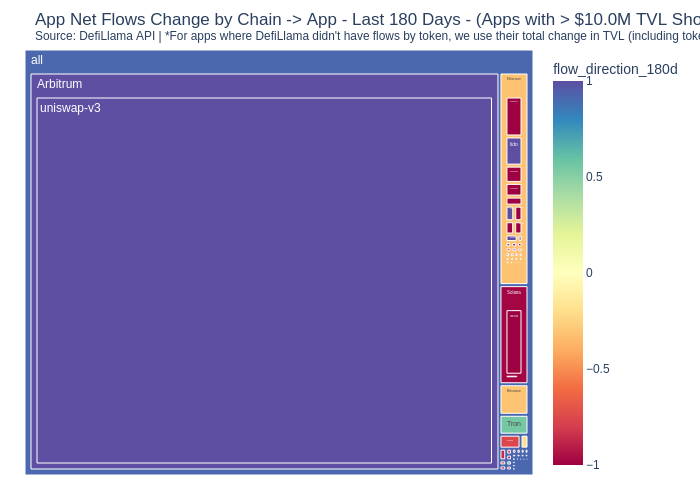 App Net Flows Change by Chain -> App - Last 180 Days - (Apps with > $10.0M TVL Sho
Source: DefiLlama API | *For apps where DefiLlama didn't have flows by token, we use their total change in TVL (including toke
all
Arbitrum
uniswap-v3
Ethereum
lido
Solana
Binance
Tron
flow_direction_180d
1
0.5
0
−0.5
−1